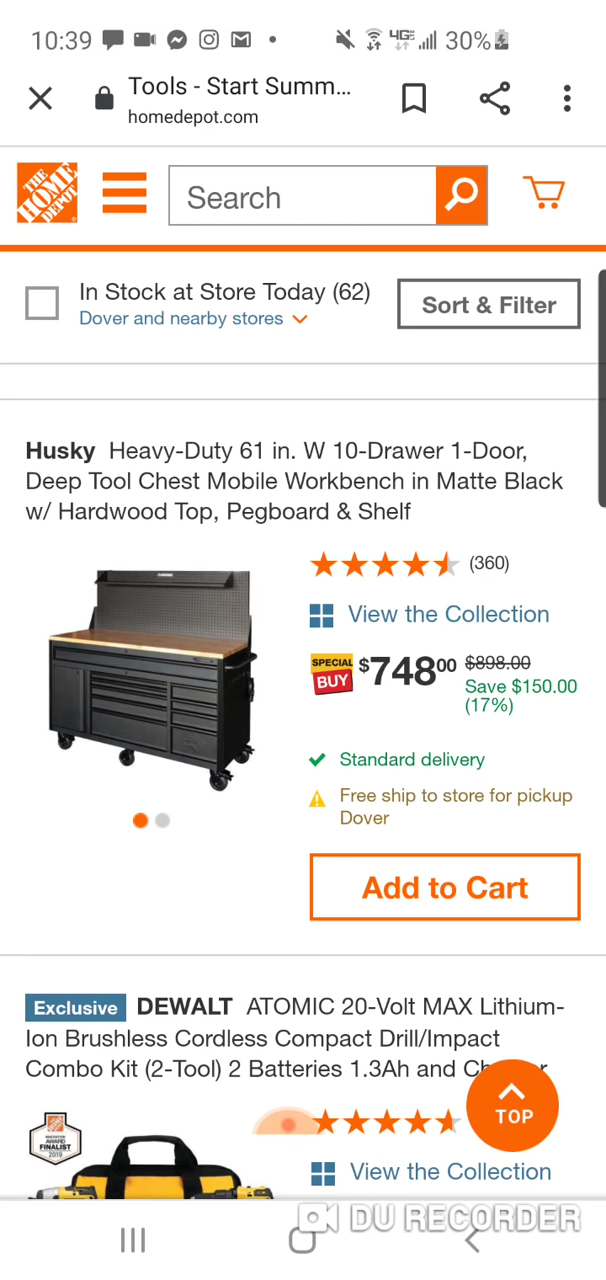 10:39
4G
30%
Tools - Start Summ...
homedepot.com
THE HOME DEPOT
Search
In Stock at Store Today (62)
Dover and nearby stores
Sort & Filter
Husky Heavy-Duty 61 in. W 10-Drawer 1-Door,
Deep Tool Chest Mobile Workbench in Matte Black
w/ Hardwood Top, Pegboard & Shelf
(360)
View the Collection
SPECIAL BUY $74800 $898.00
Save $150.00
(17%)
Standard delivery
Free ship to store for pickup
Dover
Add to Cart
Exclusive DEWALT ATOMIC 20-Volt MAX Lithium-
Ion Brushless Cordless Compact Drill/Impact
Combo Kit (2-Tool) 2 Batteries 1.3Ah and
TOP
INNOVATION
AWARD
FINALIST
2019
View the Collection
DU RECORDER